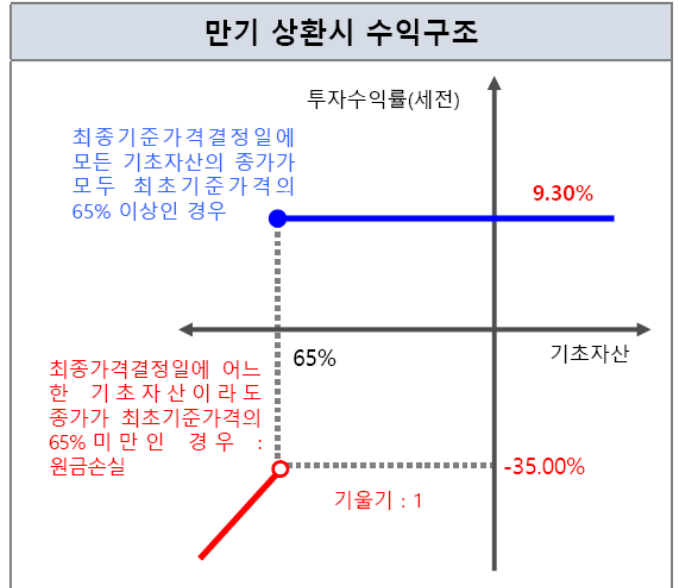 만기 상환시 수익구조
투자수익률(세전)
최종기준가격결정일에
모든 기초자산의 종가가
모두 최초기준가격의
65% 이상인 경우
9.30%
65%
기초자산
최종가격결정일에 어느
한 기초자산이라도
종가가 최초기준가격의
65%미만인 경우 :
원금손실
-35.00%
기울기 : 1